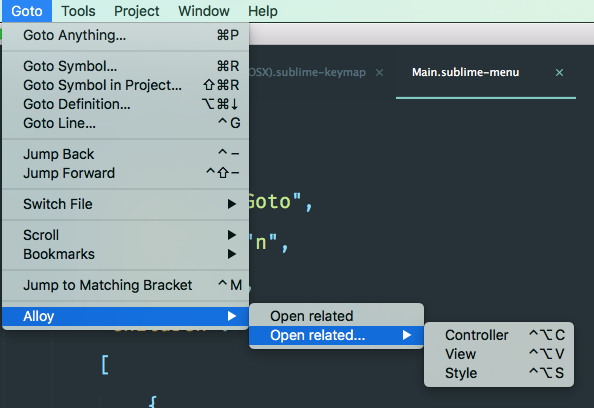 Goto Tools Project Window Help
Goto Anything... ⌘P
Goto Symbol... ⌘R
Goto Symbol in Project... ⇧⌘R
Goto Definition... ⌥⌘↓
Goto Line... ^G
Jump Back ^–
Jump Forward ^⇧–
Switch File ▶
Scroll ▶
Bookmarks ▶
Jump to Matching Bracket ^M
Alloy ▶
OSX).sublime-keymap ×
Main.sublime-menu ×
Goto",
"n",
,
[
{
Open related
Open related... ▶
Controller ^⌥C
View ^⌥V
Style ^⌥S